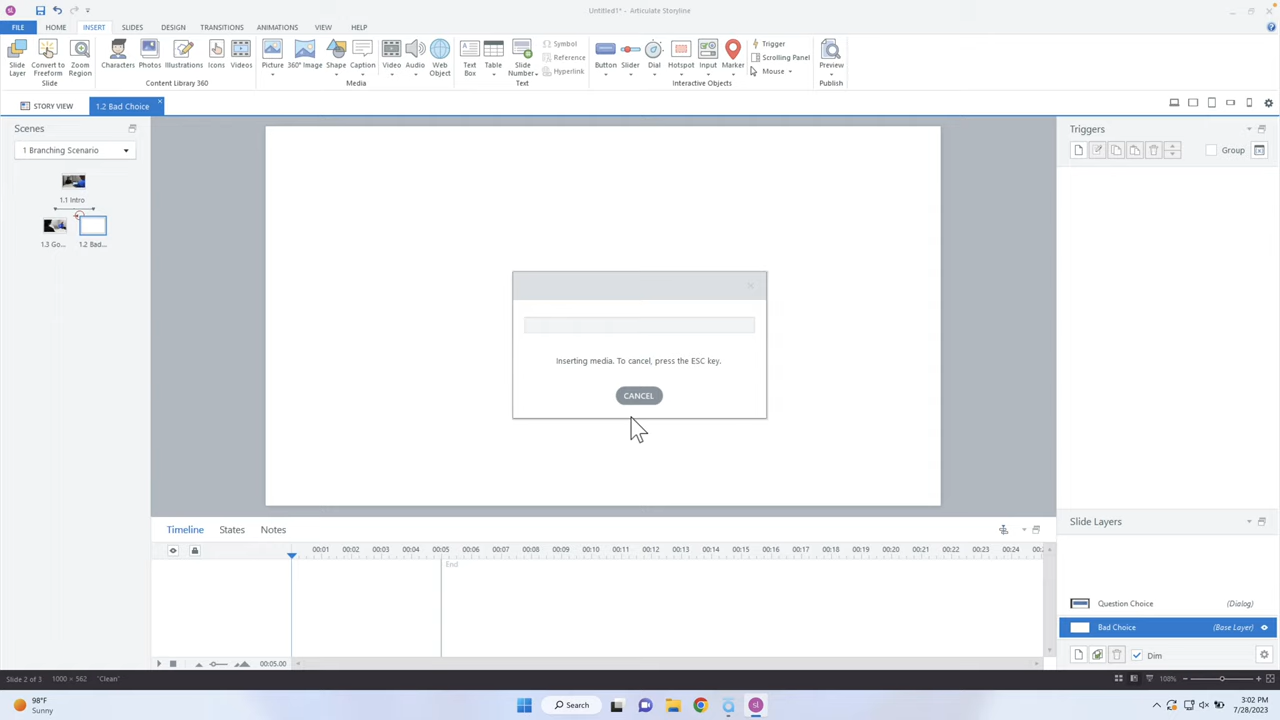 Untitled1* - Articulate Storyline
FILE
HOME
INSERT
SLIDES
DESIGN
TRANSITIONS
ANIMATIONS
VIEW
HELP
Slide
Layer
Convert to
Freeform
Zoom
Region
Slide
Characters
Photos
Illustrations
Icons
Videos
Content Library 360
Picture
360° Image
Shape
Caption
Video
Audio
Web
Object
Media
Text
Box
Table
Slide
Number
Symbol
Reference
Hyperlink
Text
Button
Slider
Dial
Hotspot
Input
Marker
Trigger
Scrolling Panel
Mouse
Interactive Objects
Preview
Publish
STORY VIEW
1.2 Bad Choice
Scenes
1 Branching Scenario
1.1 Intro
1.3 Go...
1.2 Bad...
Inserting media. To cancel, press the ESC key.
CANCEL
Triggers
Group
Timeline
States
Notes
00:01 00:02 00:03 00:04 00:05 00:06 00:07 00:08 00:09 00:10 00:11 00:12 00:13 00:14 00:15 00:16 00:17 00:18 00:19 00:20 00:21 00:22 00:23 00:24
End
00:05.00
Slide Layers
Question Choice (Dialog)
Bad Choice (Base Layer)
Dim
Slide 2 of 3
1000 × 562
"Clean"
108%
98°F
Sunny
Search
3:02 PM
7/28/2023